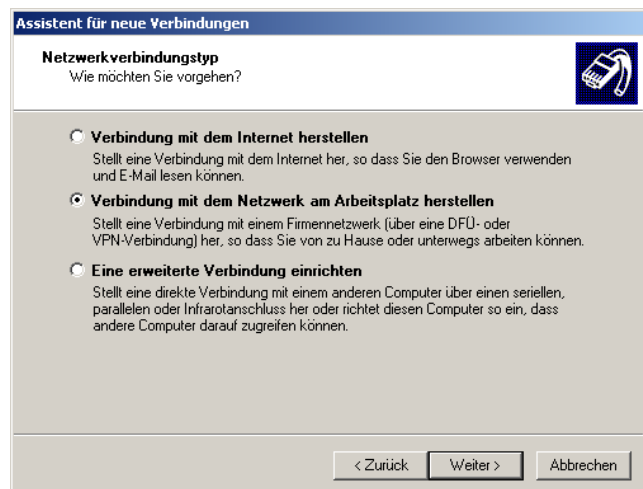 Assistent für neue Verbindungen
Netzwerkverbindungstyp
Wie möchten Sie vorgehen?
Verbindung mit dem Internet herstellen
Stellt eine Verbindung mit dem Internet her, so dass Sie den Browser verwenden
und E-Mail lesen können.
Verbindung mit dem Netzwerk am Arbeitsplatz herstellen
Stellt eine Verbindung mit einem Firmennetzwerk (über eine DFÜ- oder
VPN-Verbindung) her, so dass Sie von zu Hause oder unterwegs arbeiten können.
Eine erweiterte Verbindung einrichten
Stellt eine direkte Verbindung mit einem anderen Computer über einen seriellen,
parallelen oder Infrarotanschluss her oder richtet diesen Computer so ein, dass
andere Computer darauf zugreifen können.
< Zurück Weiter > Abbrechen